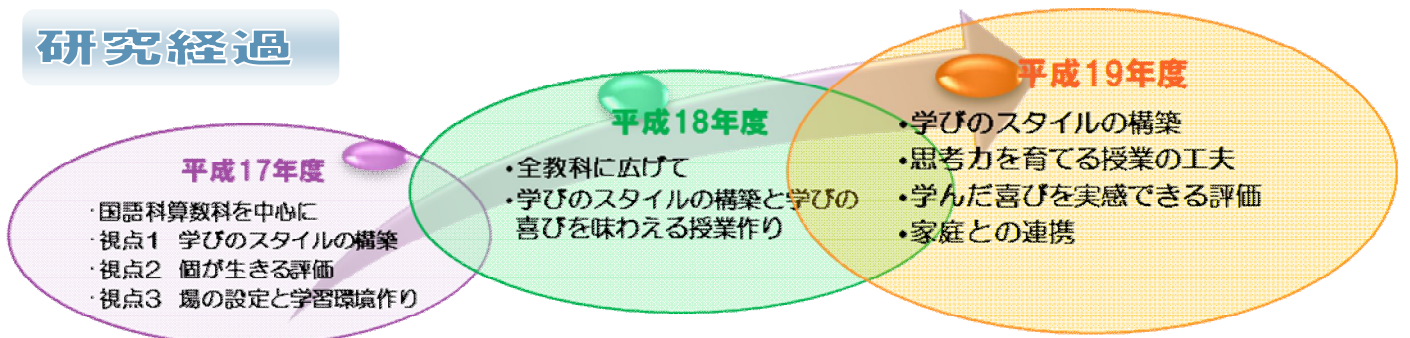 研究経過
平成17年度
・国語科算数科を中心に
・視点1 学びのスタイルの構築
・視点2 個が生きる評価
・視点3 場の設定と学習環境作り
平成18年度
・全教科に広げて
・学びのスタイルの構築と学びの
喜びを味わえる授業作り
平成19年度
・学びのスタイルの構築
・思考力を育てる授業の工夫
・学んだ喜びを実感できる評価
・家庭との連携